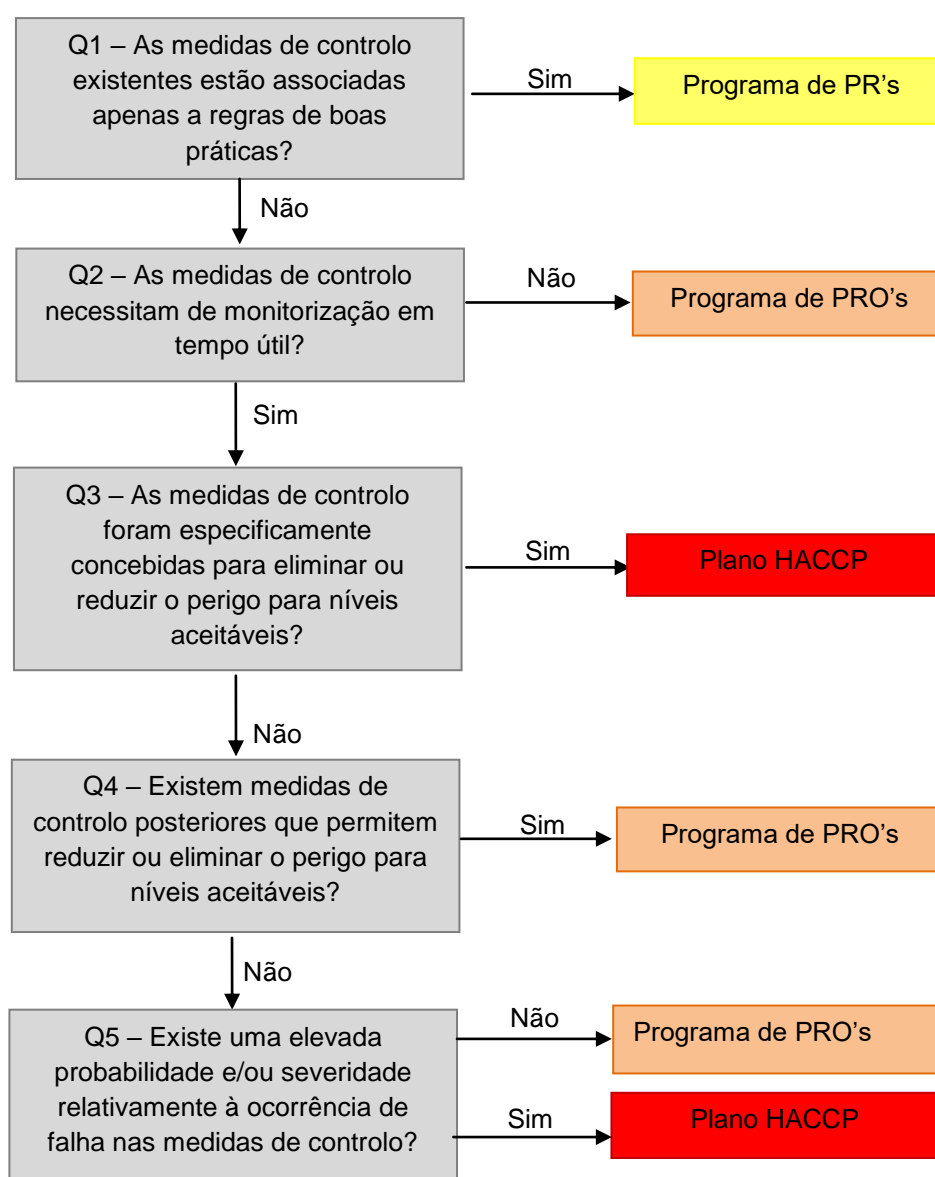 Q1 – As medidas de controlo
existentes estão associadas
apenas a regras de boas
práticas?
Sim
Programa de PR's
Não
Q2 – As medidas de controlo
necessitam de monitorização em
tempo útil?
Não
Programa de PRO's
Sim
Q3 – As medidas de controlo
foram especificamente
concebidas para eliminar ou
reduzir o perigo para níveis
aceitáveis?
Sim
Plano HACCP
Não
Q4 – Existem medidas de
controlo posteriores que permitem
reduzir ou eliminar o perigo para
níveis aceitáveis?
Sim
Programa de PRO's
Não
Q5 – Existe uma elevada
probabilidade e/ou severidade
relativamente à ocorrência de
falha nas medidas de controlo?
Não
Programa de PRO's
Sim
Plano HACCP